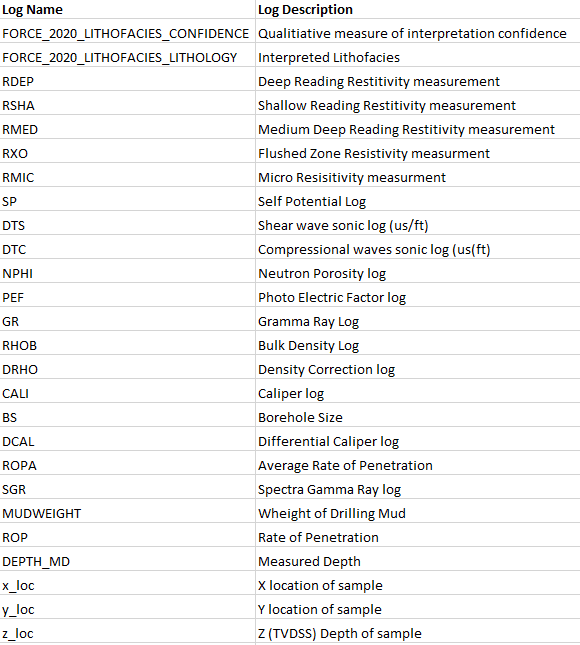 Log Name Log Description
FORCE_2020_LITHOFACIES_CONFIDENCE Qualitiative measure of interpretation confidence
FORCE_2020_LITHOFACIES_LITHOLOGY Interpreted Lithofacies
RDEP Deep Reading Restitivity measurement
RSHA Shallow Reading Restitivity measurement
RMED Medium Deep Reading Restitivity measurement
RXO Flushed Zone Resistivity measurment
RMIC Micro Resisitivity measurment
SP Self Potential Log
DTS Shear wave sonic log (us/ft)
DTC Compressional waves sonic log (us(ft)
NPHI Neutron Porosity log
PEF Photo Electric Factor log
GR Gramma Ray Log
RHOB Bulk Density Log
DRHO Density Correction log
CALI Caliper log
BS Borehole Size
DCAL Differential Caliper log
ROPA Average Rate of Penetration
SGR Spectra Gamma Ray log
MUDWEIGHT Wheight of Drilling Mud
ROP Rate of Penetration
DEPTH_MD Measured Depth
x_loc X location of sample
y_loc Y location of sample
z_loc Z (TVDSS) Depth of sample